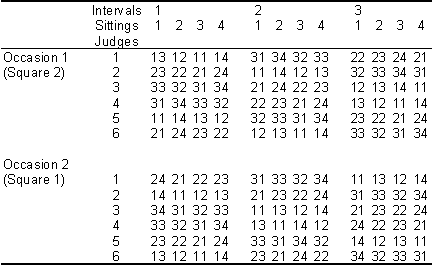 Intervals 1 2 3
Sittings 1 2 3 4 1 2 3 4 1 2 3 4
Judges
Occasion 1 1 13 12 11 14 31 34 32 33 22 23 24 21
(Square 2) 2 23 22 21 24 11 14 12 13 32 33 34 31
3 33 32 31 34 21 24 22 23 12 13 14 11
4 31 34 33 32 22 23 21 24 13 12 11 14
5 11 14 13 12 32 33 31 34 23 22 21 24
6 21 24 23 22 12 13 11 14 33 32 31 34
Occasion 2
(Square 1) 1 24 21 22 23 31 33 32 34 11 13 12 14
2 14 11 12 13 21 23 22 24 31 33 32 34
3 34 31 32 33 11 13 12 14 21 23 22 24
4 33 32 31 34 13 11 14 12 24 22 23 21
5 23 22 21 24 33 31 34 32 14 12 13 11
6 13 12 11 14 23 21 24 22 34 32 33 31